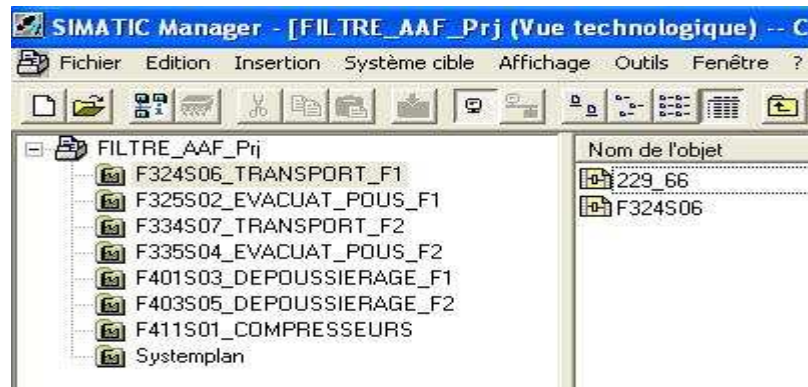 SIMATIC Manager - [FILTRE_AAF_Prj (Vue technologique) -- C
Fichier Edition Insertion Système cible Affichage Outils Fenêtre ?
FILTRE_AAF_Prj
F324S06_TRANSPORT_F1
F325S02_EVACUAT_POUS_F1
F334S07_TRANSPORT_F2
F335S04_EVACUAT_POUS_F2
F401S03_DEPOUSSIERAGE_F1
F403S05_DEPOUSSIERAGE_F2
F411S01_COMPRESSEURS
Systemplan
Nom de l'objet
229_66
F324S06